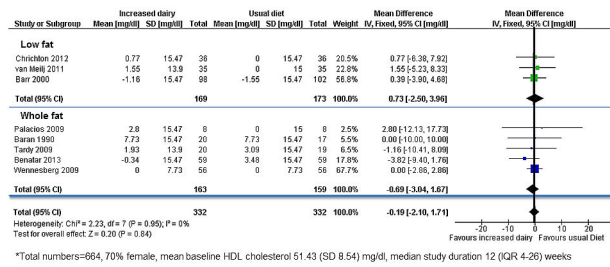 Increased dairy Usual diet Mean Difference Mean Difference
Study or Subgroup Mean [mg/dl] SD [mg/dl] Total Mean [mg/dl] SD [mg/dl] Total Weight IV, Fixed, 95% CI [mg/dl] IV, Fixed, 95% CI [mg/dl]
Low fat
Chrichton 2012 0.77 15.47 36 0 15.47 36 20.5% 0.77 [-6.38, 7.92]
van Meijl 2011 1.55 13.9 35 0 15 35 22.8% 1.55 [-5.23, 8.33]
Barr 2000 -1.16 15.47 98 -1.55 15.47 102 56.8% 0.39 [-3.90, 4.68]
Total (95% CI) 169 173 100.0% 0.73 [-2.50, 3.96]
Whole fat
Palacios 2009 2.8 15.47 8 0 15 8 2.5% 2.80 [-12.13, 17.73]
Baran 1990 7.73 15.47 20 7.73 15.47 17 10.0% 0.00 [-10.00, 10.00]
Tardy 2009 1.93 13.9 20 3.09 15.47 19 10.0% -1.16 [-10.41, 8.09]
Benatar 2013 -0.34 15.47 59 3.48 15.47 59 17.8% -3.82 [-9.40, 1.76]
Wennesberg 2009 0 7.73 56 0 7.73 56 67.7% 0.00 [-2.86, 2.86]
Total (95% CI) 163 159 100.0% -0.69 [-3.04, 1.67]
Total (95% CI) 332 332 100.0% -0.19 [-2.10, 1.71]
Heterogeneity: Chi² = 2.23, df = 7 (P = 0.95); I² = 0%
Test for overall effect: Z = 0.20 (P = 0.84)
-20 -10 0 10 20
Favours increased dairy Favours usual Diet
*Total numbers=664, 70% female, mean baseline HDL cholesterol 51.43 (SD 8.54) mg/dl, median study duration 12 (IQR 4-26) weeks